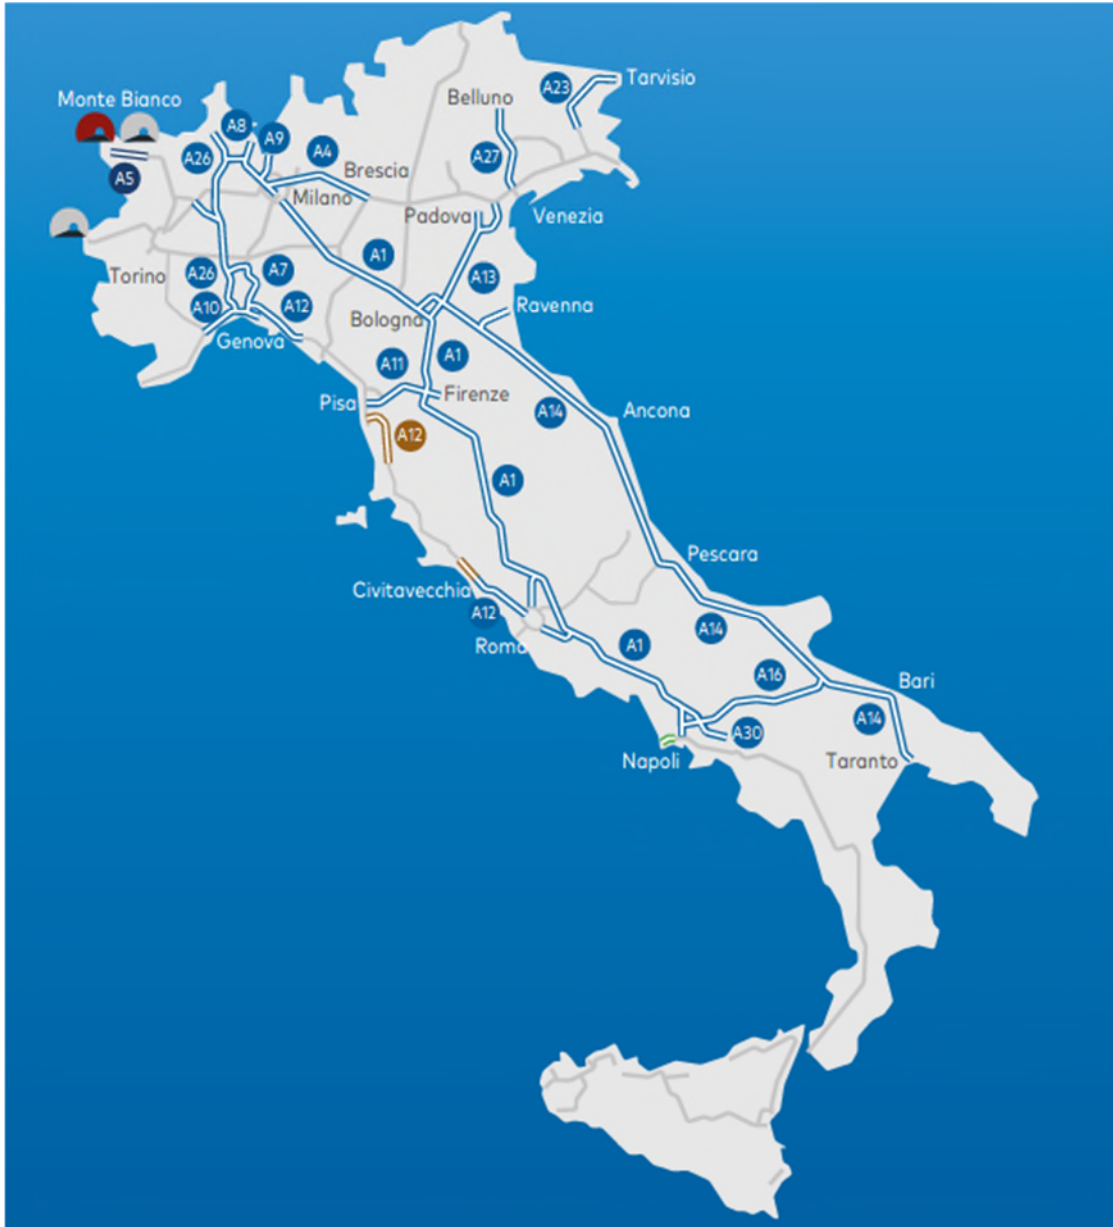 Tarvisio
A23
Belluno
Monte Bianco
A8
A9
A4
A26
A27
Brescia
A5
Milano
Padova
Venezia
A1
Torino
A26
A7
A13
A10
A12
Ravenna
Bologna
Genova
A11
A1
Firenze
Pisa
A14
Ancona
A12
A1
Pescara
Civitavecchia
A12
A14
Roma
A1
A16
Bari
A14
A30
Napoli
Taranto